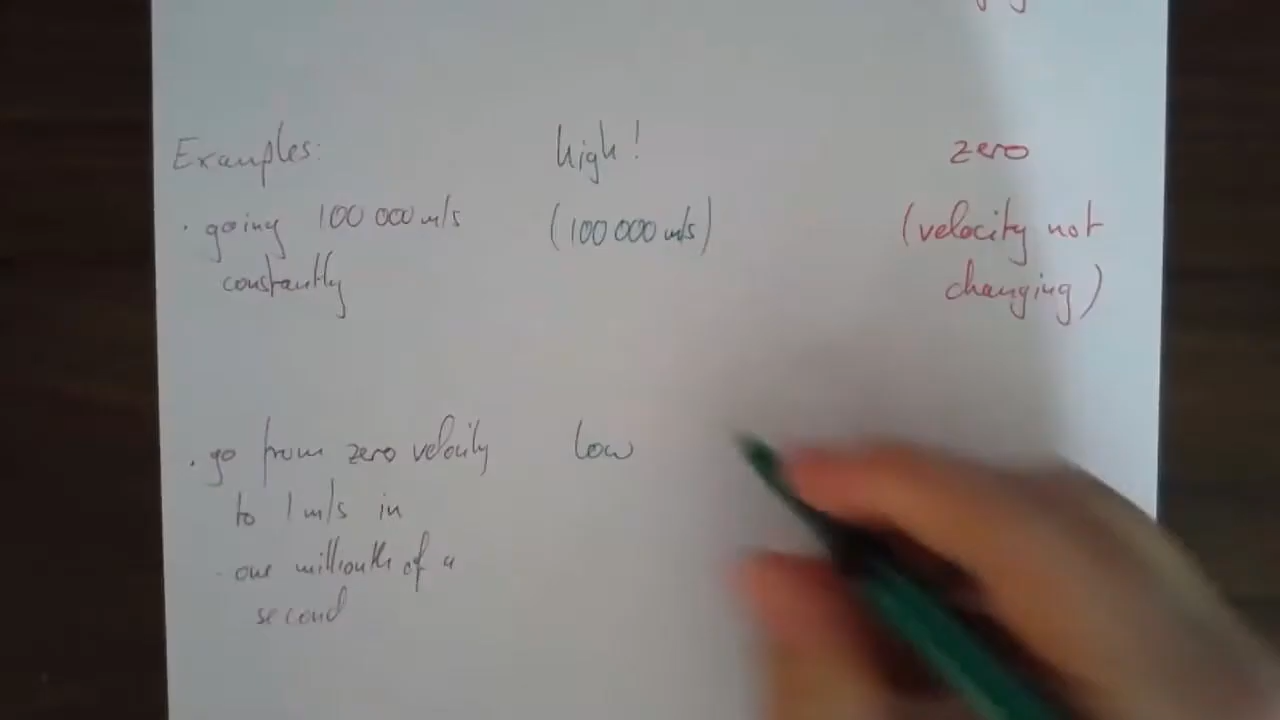 Examples:
high!
zero
• going 100 000 m/s
constantly
(100 000 m/s)
(velocity not
changing)
• go from zero velocity
to 1 m/s in
one millionth of a
second
low